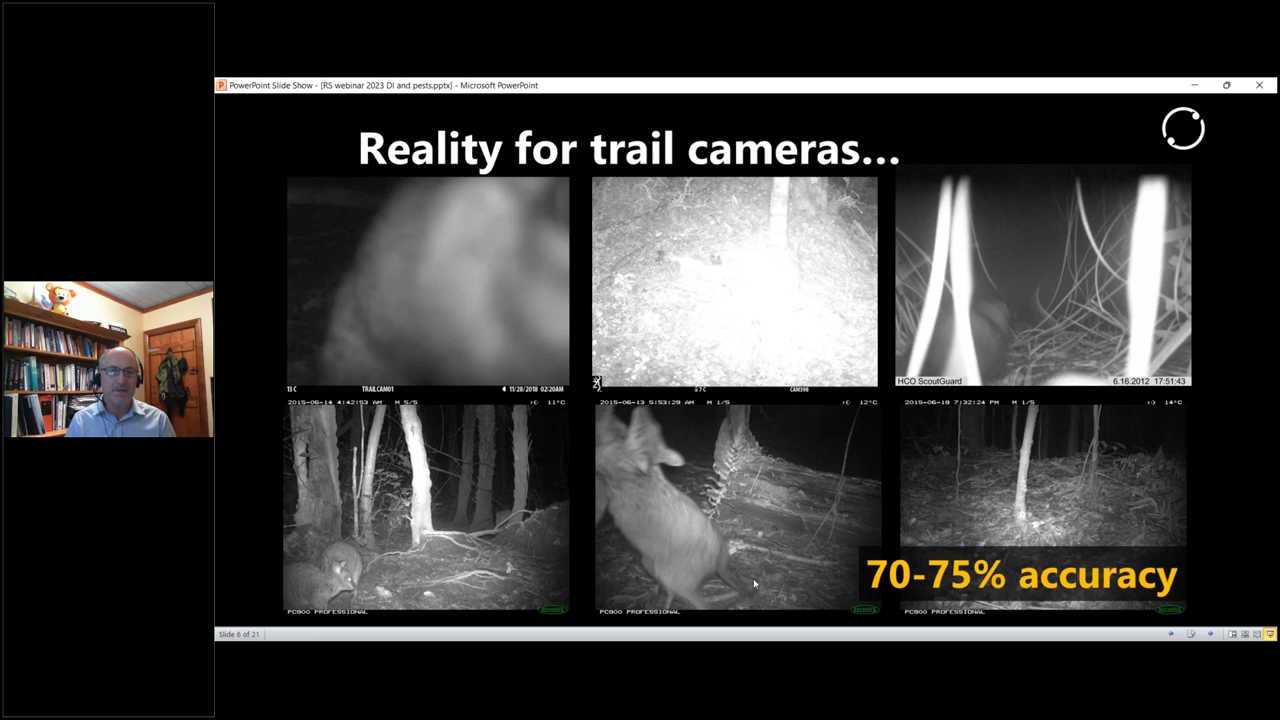 PowerPoint Slide Show - [RS webinar 2023 DI and pests.pptx] - Microsoft PowerPoint
Reality for trail cameras...
13 C TRAILCAM01 11/28/2018 02:20AM
7C CAM398
HCO ScoutGuard 6.16.2012 17:51:43
2015-06-14 4:42:53 AM M 5/5 11°C
2015-06-13 5:53:29 AM M 1/5 12°C
2015-06-19 7:32:24 PM M 1/5 14°C
70-75% accuracy
PC900 PROFESSIONAL
PC900 PROFESSIONAL
PC900 PROFESSIONAL
Slide 6 of 21